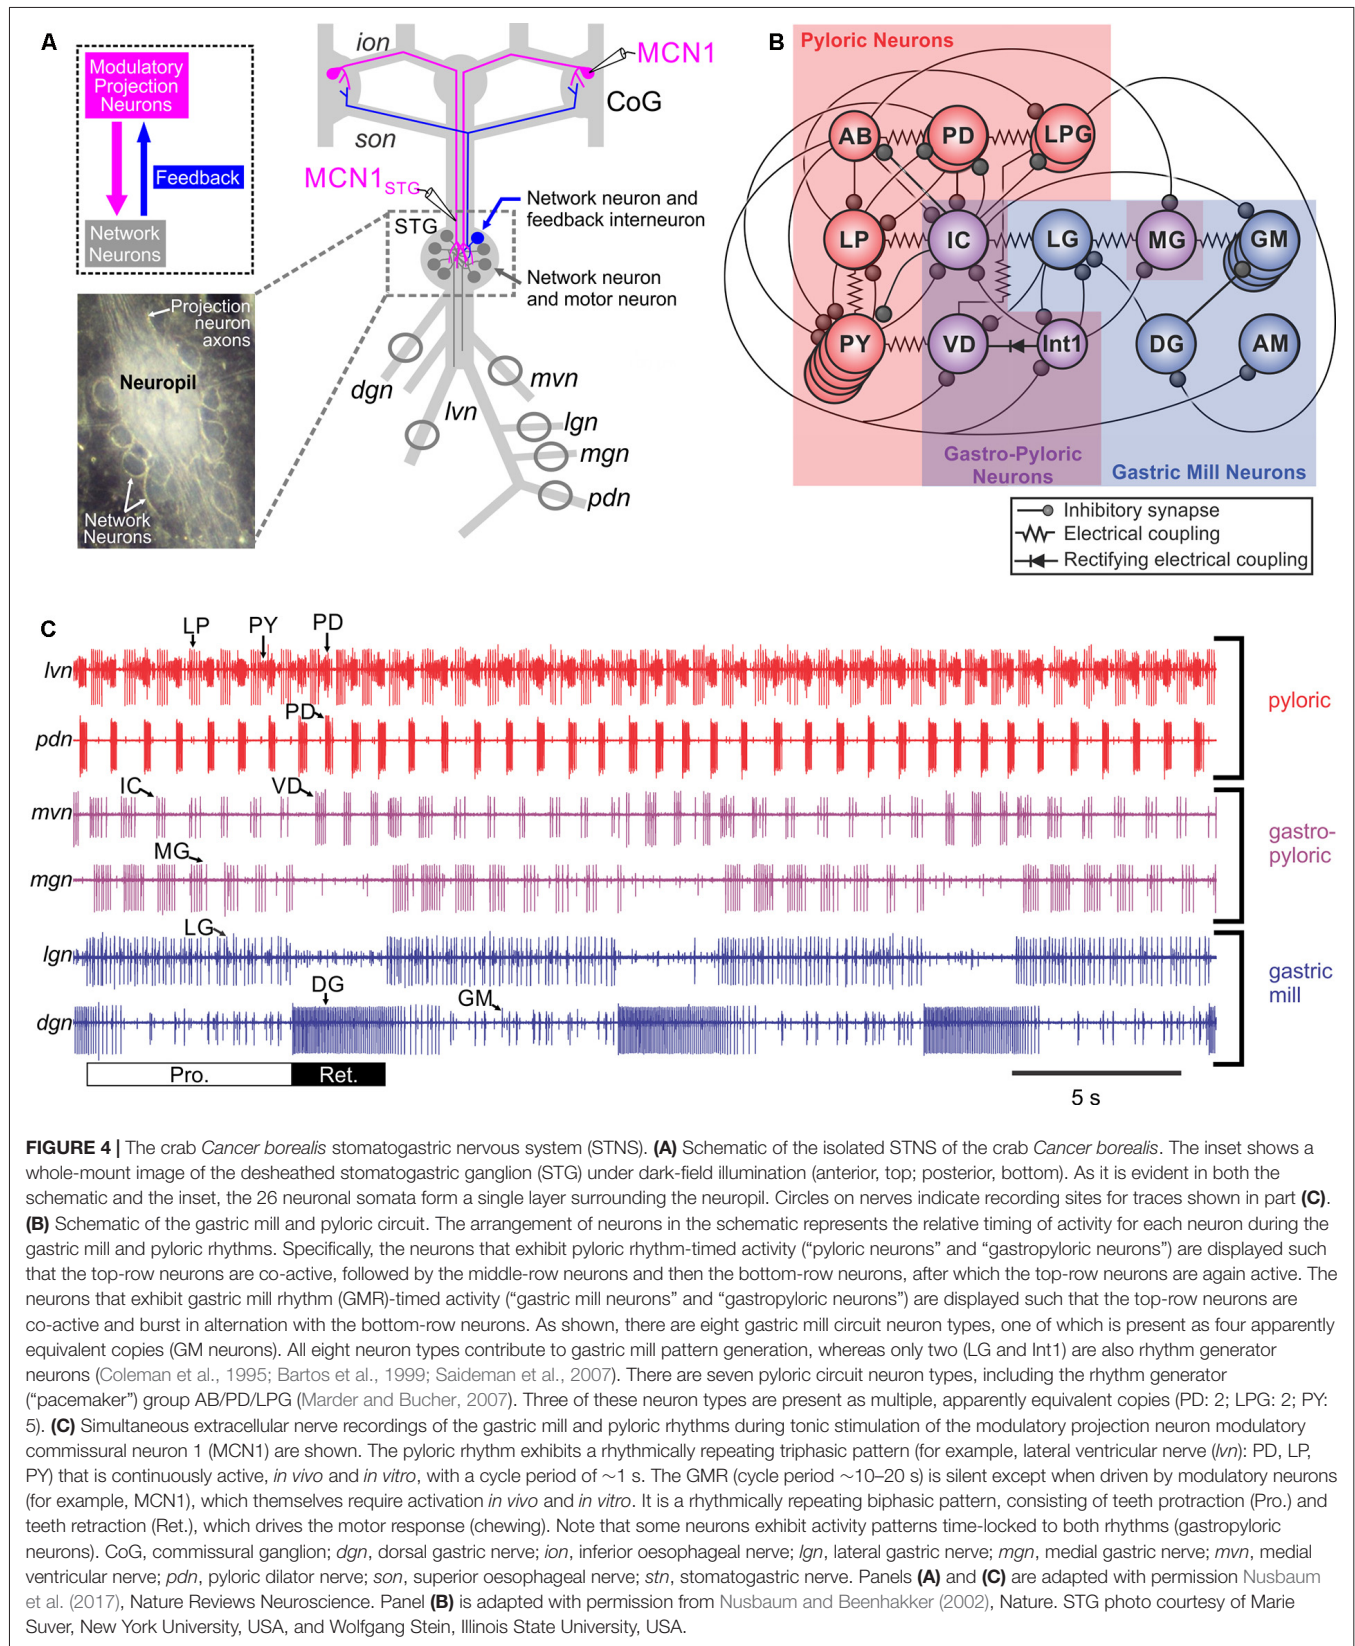 A
Modulatory
Projection
Neurons
Feedback
Network
Neurons
Projection
neuron
axons
Neuropil
Network
Neurons
ion
MCN1
CoG
son
MCN1STG
STG
Network neuron and
feedback interneuron
Network neuron
and motor neuron
dgn
mvn
lvn
lgn
mgn
pdn
B
Pyloric Neurons
AB
PD
LPG
LP
IC
LG
MG
GM
PY
VD
Int1
DG
AM
Gastro-Pyloric
Neurons
Gastric Mill Neurons
Inhibitory synapse
Electrical coupling
Rectifying electrical coupling
C
LP
PY
PD
lvn
PD
pdn
pyloric
IC
VD
mvn
MG
mgn
gastro-
pyloric
LG
lgn
DG
GM
dgn
gastric
mill
Pro.
Ret.
5 s
FIGURE 4 | The crab Cancer borealis stomatogastric nervous system (STNS). (A) Schematic of the isolated STNS of the crab Cancer borealis. The inset shows a
whole-mount image of the desheathed stomatogastric ganglion (STG) under dark-field illumination (anterior, top; posterior, bottom). As it is evident in both the
schematic and the inset, the 26 neuronal somata form a single layer surrounding the neuropil. Circles on nerves indicate recording sites for traces shown in part (C).
(B) Schematic of the gastric mill and pyloric circuit. The arrangement of neurons in the schematic represents the relative timing of activity for each neuron during the
gastric mill and pyloric rhythms. Specifically, the neurons that exhibit pyloric rhythm-timed activity (“pyloric neurons” and “gastropyloric neurons”) are displayed such
that the top-row neurons are co-active, followed by the middle-row neurons and then the bottom-row neurons, after which the top-row neurons are again active. The
neurons that exhibit gastric mill rhythm (GMR)-timed activity (“gastric mill neurons” and “gastropyloric neurons”) are displayed such that the top-row neurons are
co-active and burst in alternation with the bottom-row neurons. As shown, there are eight gastric mill circuit neuron types, one of which is present as four apparently
equivalent copies (GM neurons). All eight neuron types contribute to gastric mill pattern generation, whereas only two (LG and Int1) are also rhythm generator
neurons (Coleman et al., 1995; Bartos et al., 1999; Saideman et al., 2007). There are seven pyloric circuit neuron types, including the rhythm generator
(“pacemaker”) group AB/PD/LPG (Marder and Bucher, 2007). Three of these neuron types are present as multiple, apparently equivalent copies (PD: 2; LPG: 2; PY:
5). (C) Simultaneous extracellular nerve recordings of the gastric mill and pyloric rhythms during tonic stimulation of the modulatory projection neuron modulatory
commissural neuron 1 (MCN1) are shown. The pyloric rhythm exhibits a rhythmically repeating triphasic pattern (for example, lateral ventricular nerve (lvn): PD, LP,
PY) that is continuously active, in vivo and in vitro, with a cycle period of ∼1 s. The GMR (cycle period ∼10–20 s) is silent except when driven by modulatory neurons
(for example, MCN1), which themselves require activation in vivo and in vitro. It is a rhythmically repeating biphasic pattern, consisting of teeth protraction (Pro.) and
teeth retraction (Ret.), which drives the motor response (chewing). Note that some neurons exhibit activity patterns time-locked to both rhythms (gastropyloric
neurons). CoG, commissural ganglion; dgn, dorsal gastric nerve; ion, inferior oesophageal nerve; lgn, lateral gastric nerve; mgn, medial gastric nerve; mvn, medial
ventricular nerve; pdn, pyloric dilator nerve; son, superior oesophageal nerve; stn, stomatogastric nerve. Panels (A) and (C) are adapted with permission Nusbaum
et al. (2017), Nature Reviews Neuroscience. Panel (B) is adapted with permission from Nusbaum and Beenhakker (2002), Nature. STG photo courtesy of Marie
Suver, New York University, USA, and Wolfgang Stein, Illinois State University, USA.